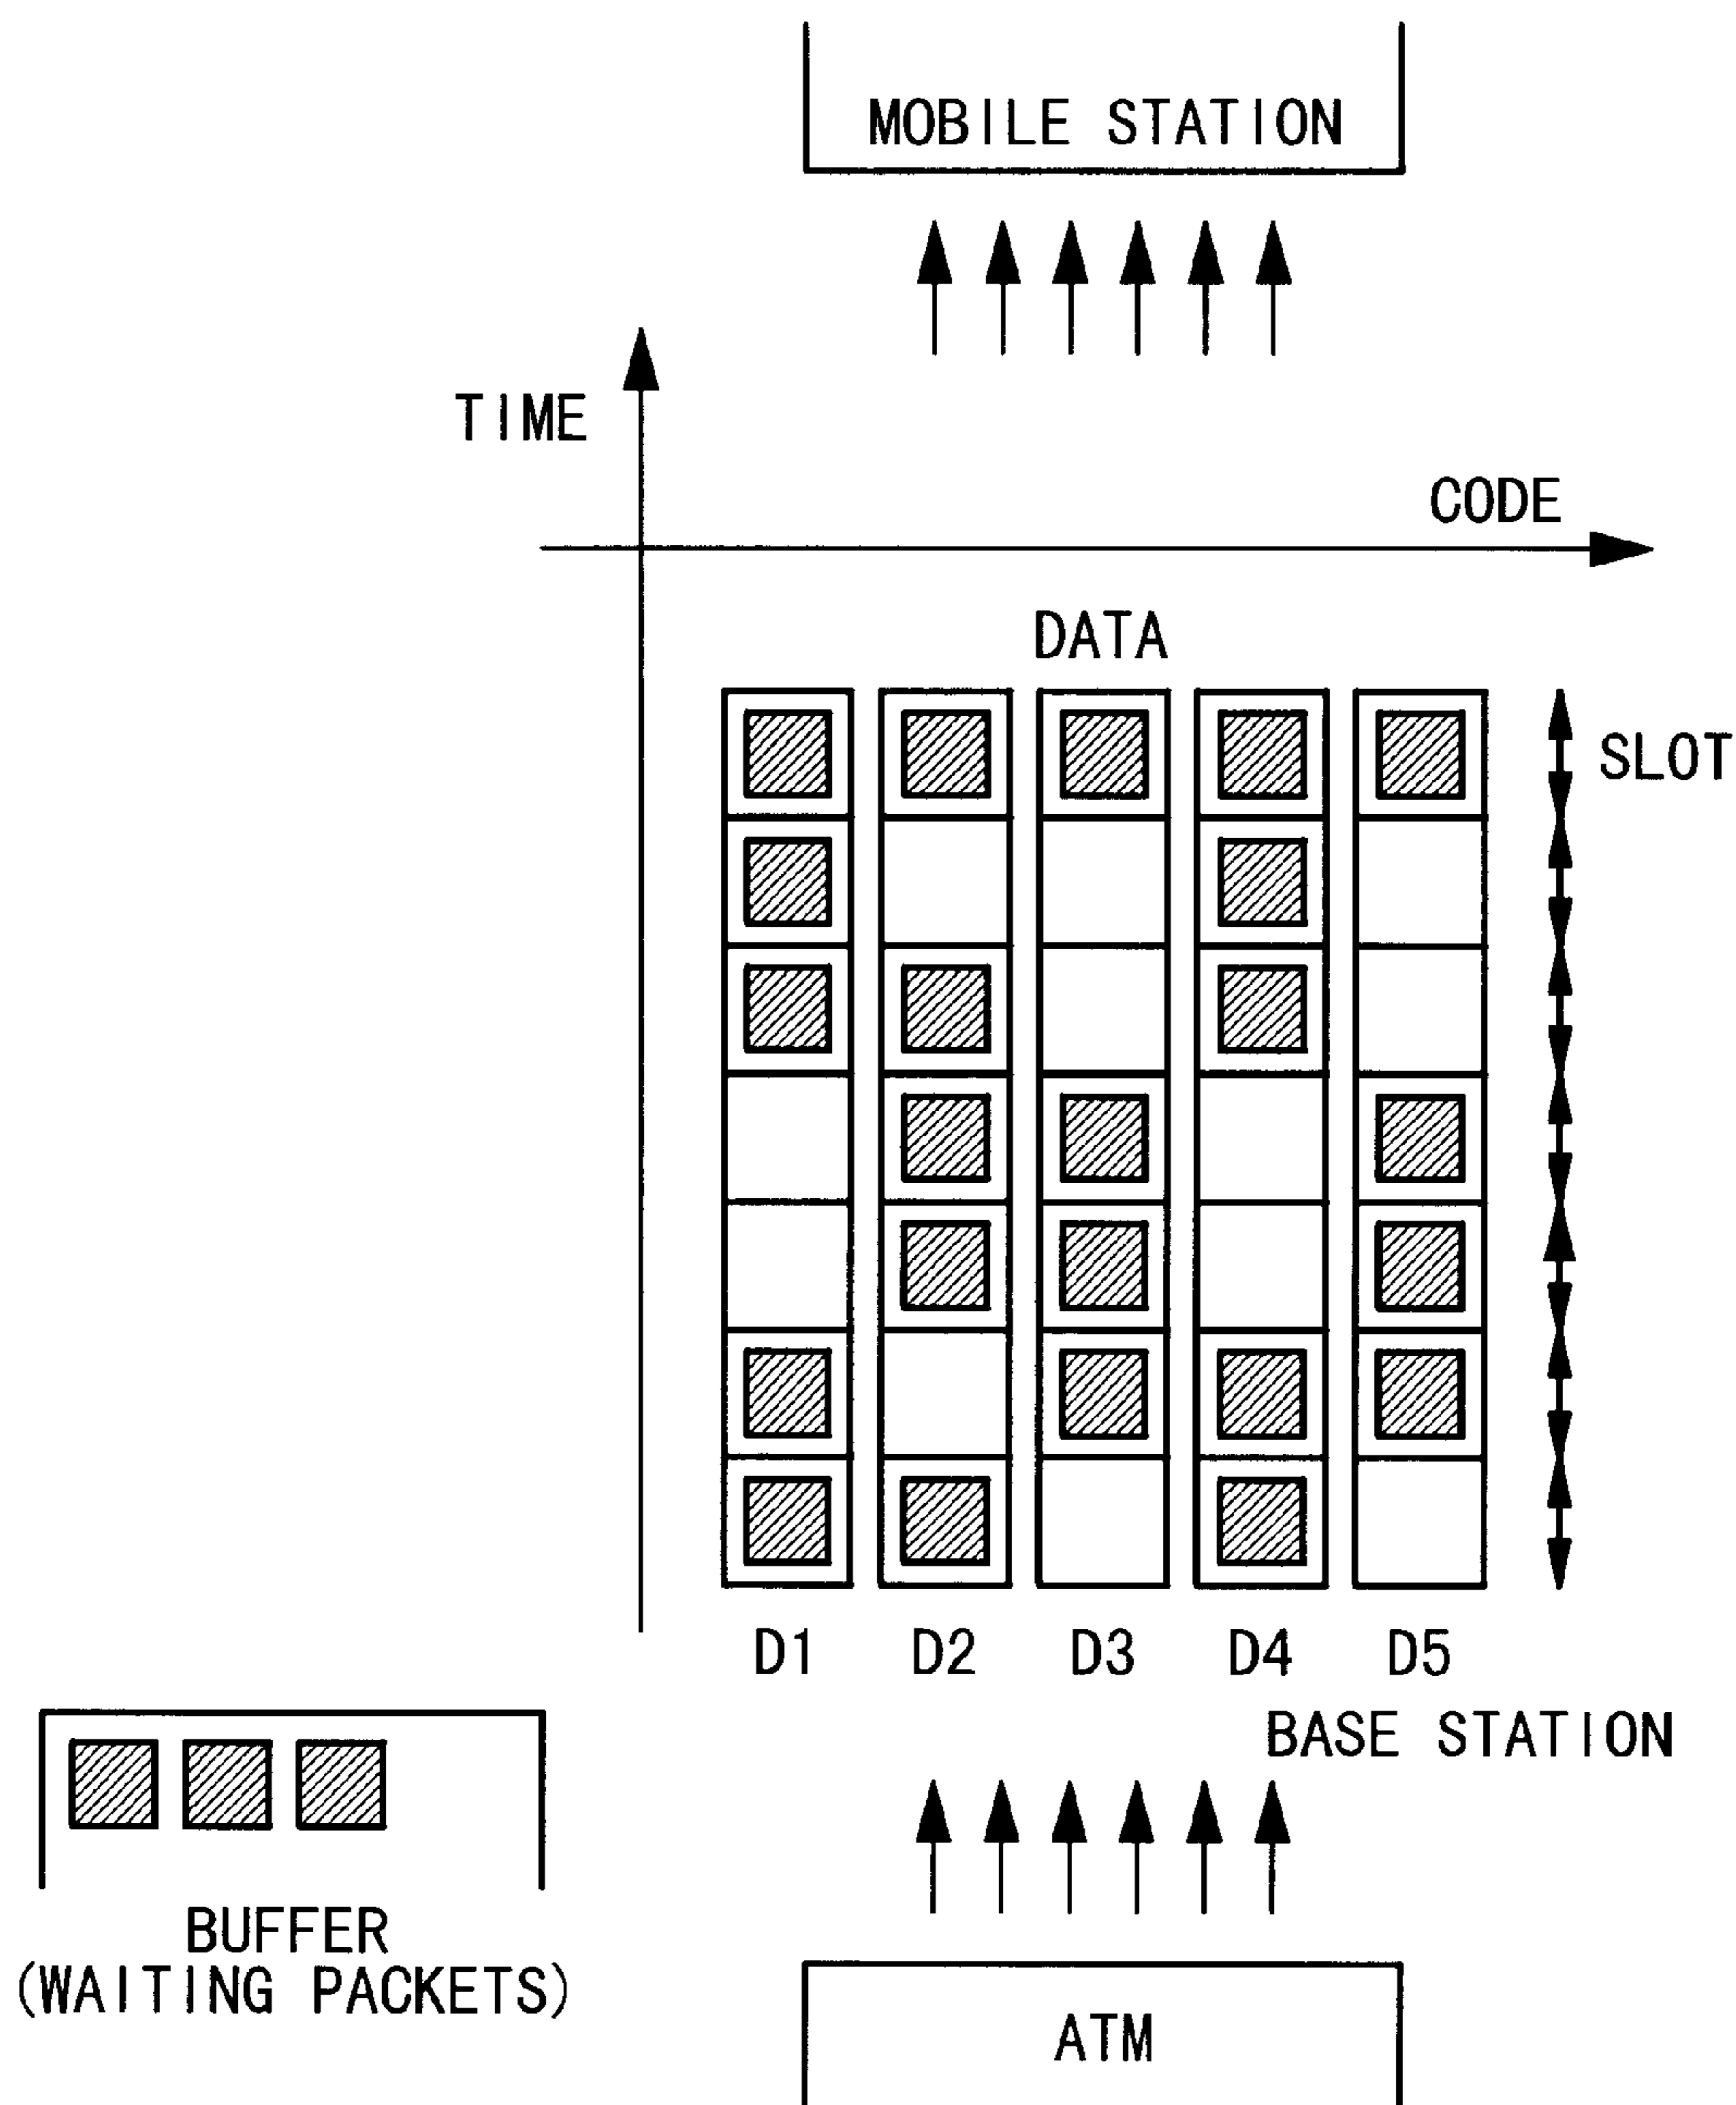 MOBILE STATION
TIME
CODE
DATA
SLOT
D1 D2 D3 D4 D5
BASE STATION
BUFFER
(WAITING PACKETS)
ATM